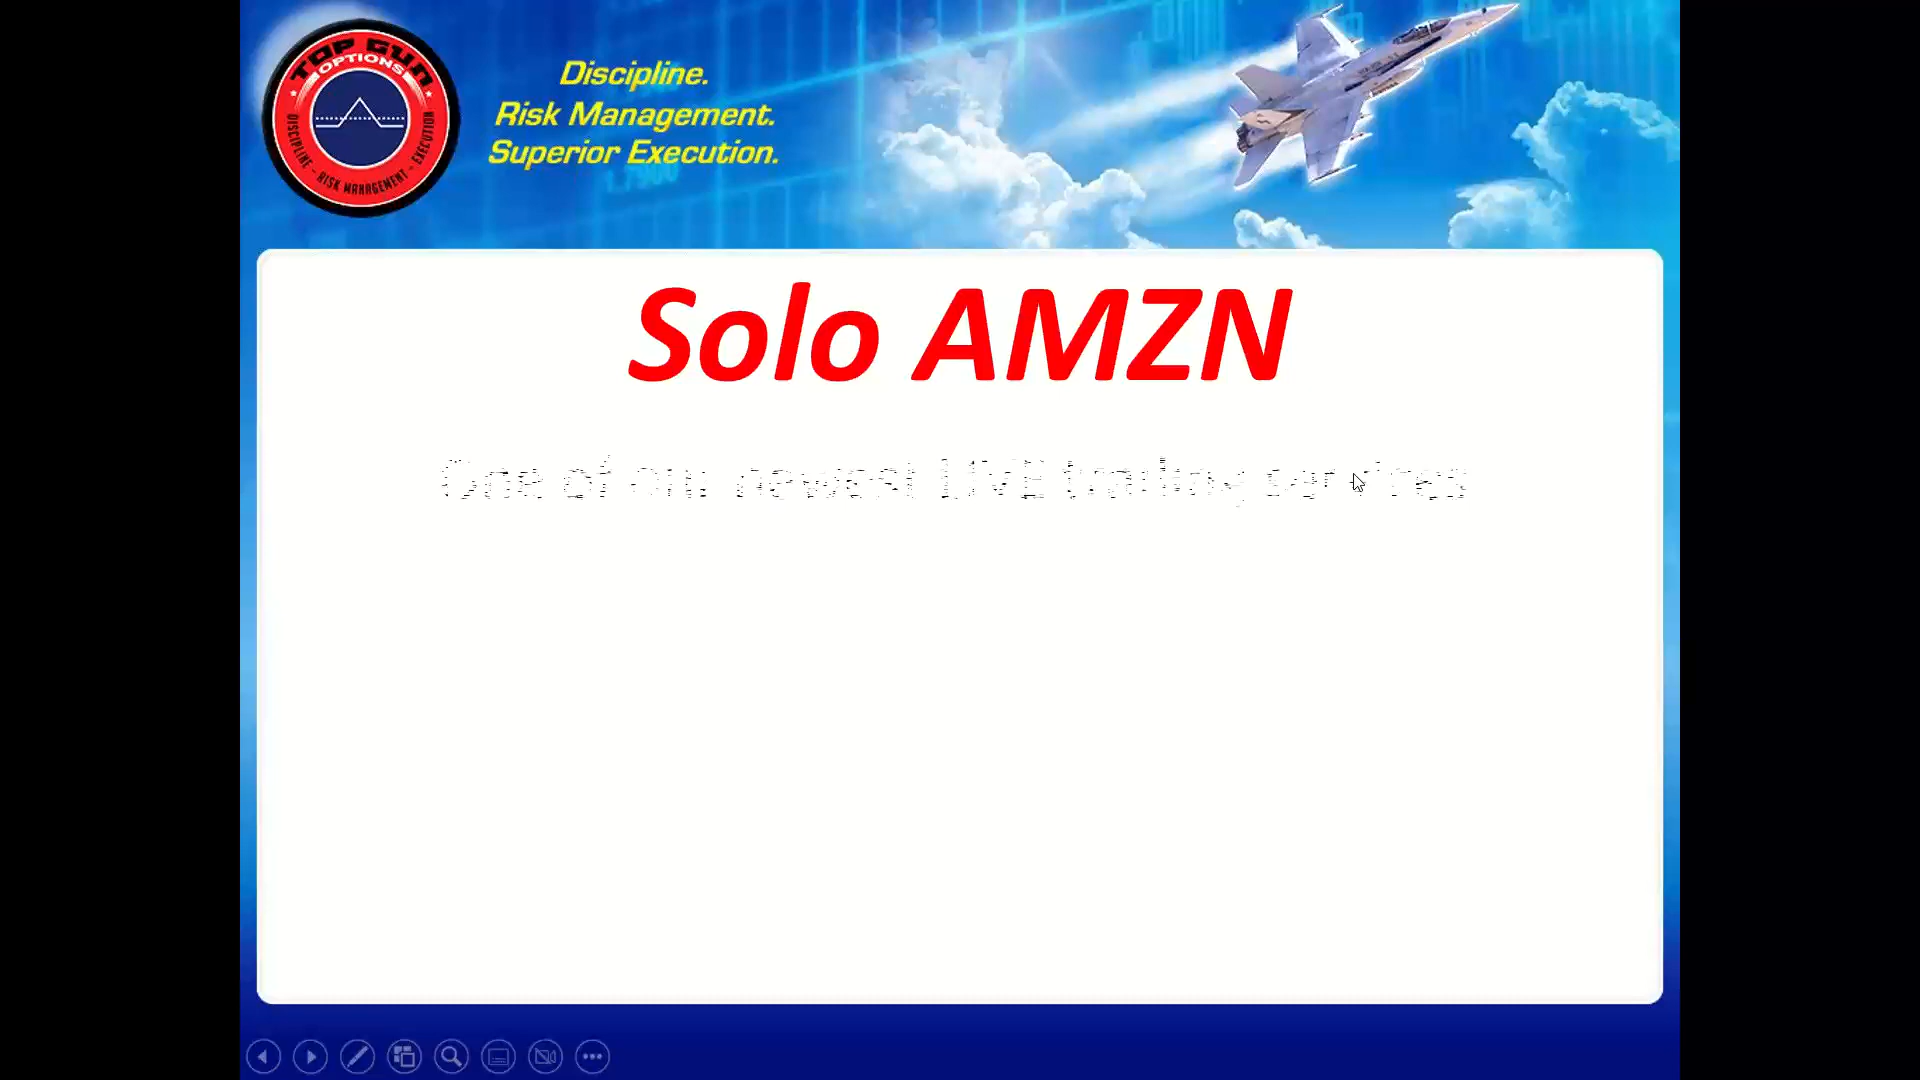 TOP GUN
OPTIONS
DISCIPLINE - RISK MANAGEMENT - EXECUTION
Discipline.
Risk Management.
Superior Execution.
Solo AMZN
One of our newest LIVE trading services